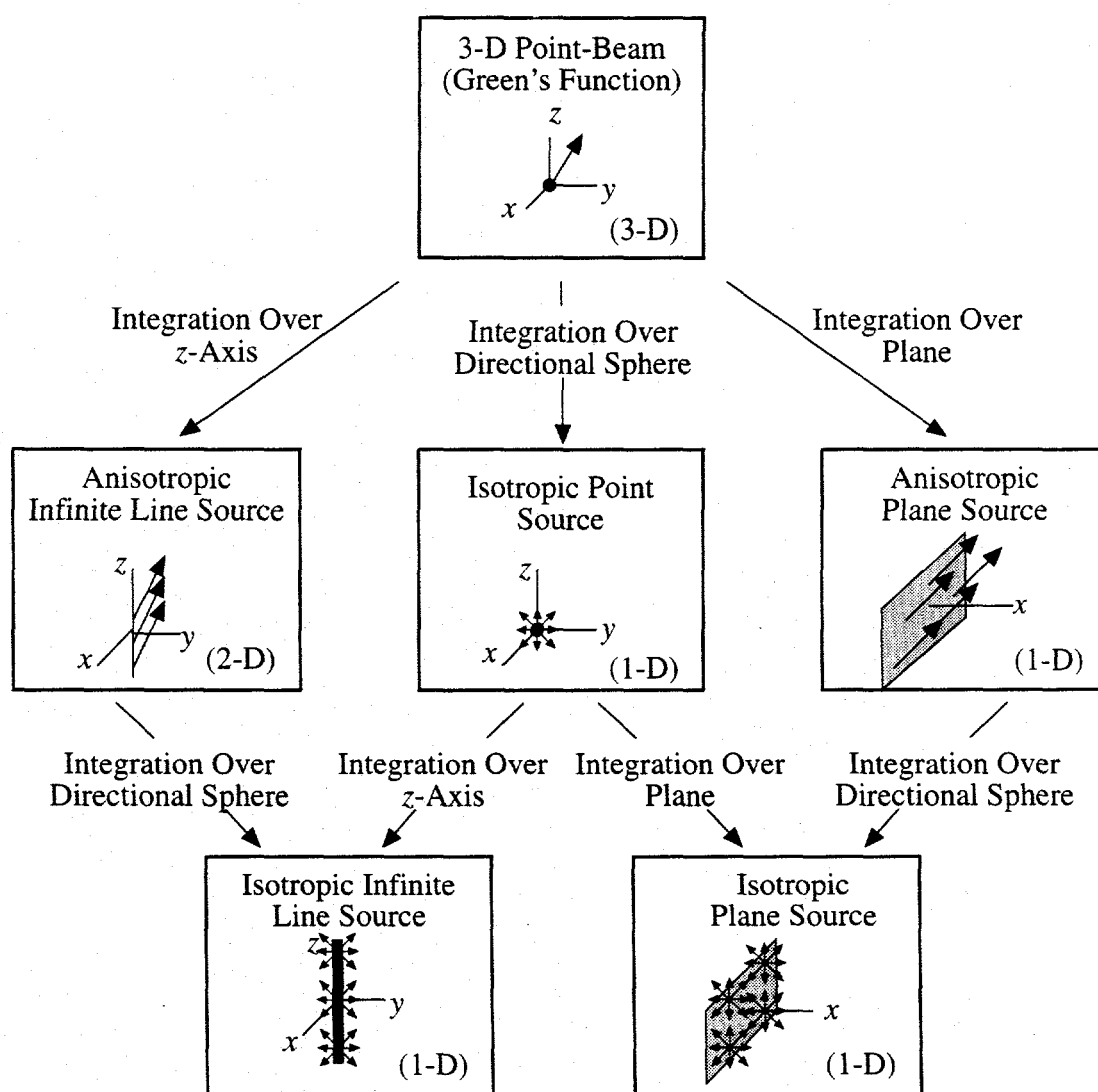 3-D Point-Beam
(Green's Function)
z
x
y
(3-D)
Integration Over
z-Axis
Integration Over
Directional Sphere
Integration Over
Plane
Anisotropic
Infinite Line Source
z
x
y
(2-D)
Isotropic Point
Source
z
x
y
(1-D)
Anisotropic
Plane Source
x
(1-D)
Integration Over
Directional Sphere
Integration Over
z-Axis
Integration Over
Plane
Integration Over
Directional Sphere
Isotropic Infinite
Line Source
z
x
y
(1-D)
Isotropic
Plane Source
x
(1-D)